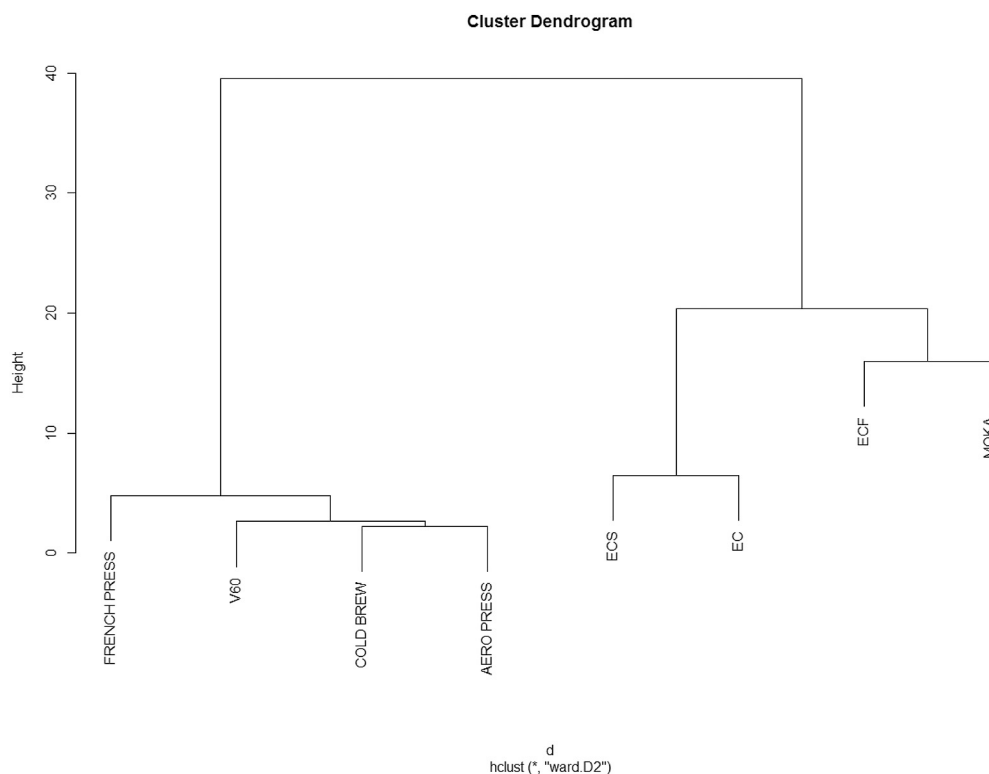 Cluster Dendrogram
Height
40
30
20
10
0
FRENCH PRESS
V60
COLD BREW
AERO PRESS
ECS
EC
ECF
MOKA
d
hclust (*, "ward.D2")